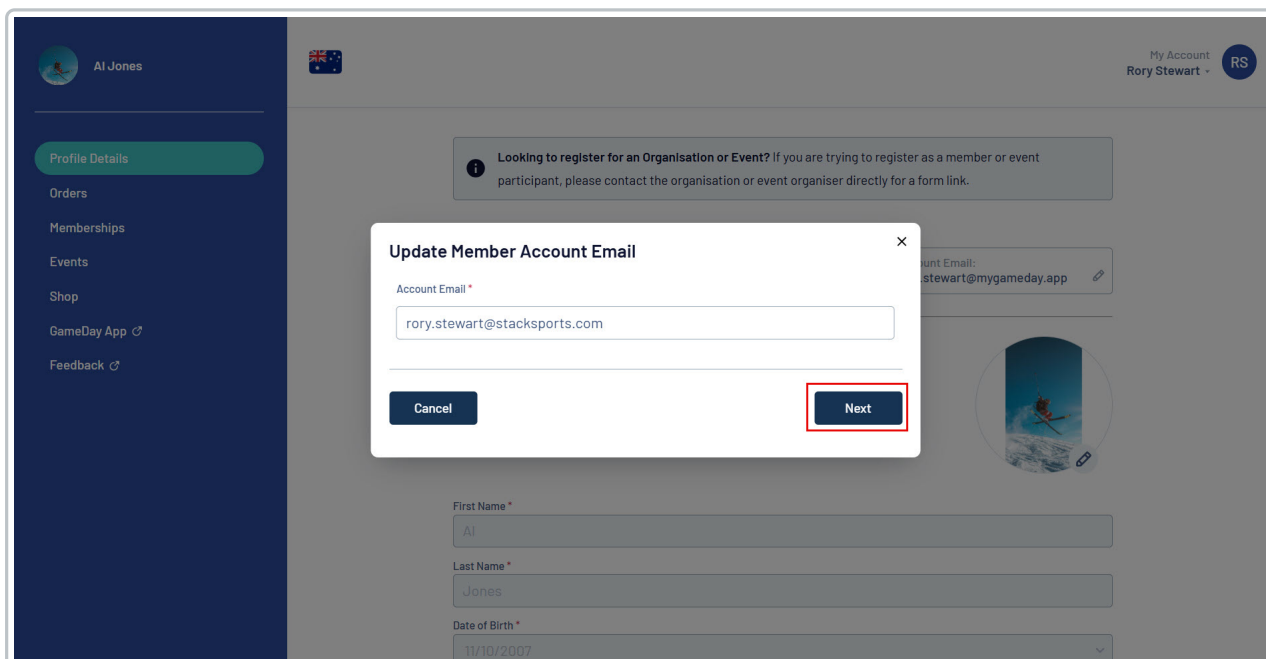 Al Jones
My Account
Rory Stewart
RS
Profile Details
Orders
Memberships
Events
Shop
GameDay App
Feedback
Looking to register for an Organisation or Event? If you are trying to register as a member or event
participant, please contact the organisation or event organiser directly for a form link.
Update Member Account Email
Account Email *
rory.stewart@stacksports.com
Cancel
Next
Email:
.stewart@mygameday.app
First Name *
Al
Last Name *
Jones
Date of Birth *
11/10/2007